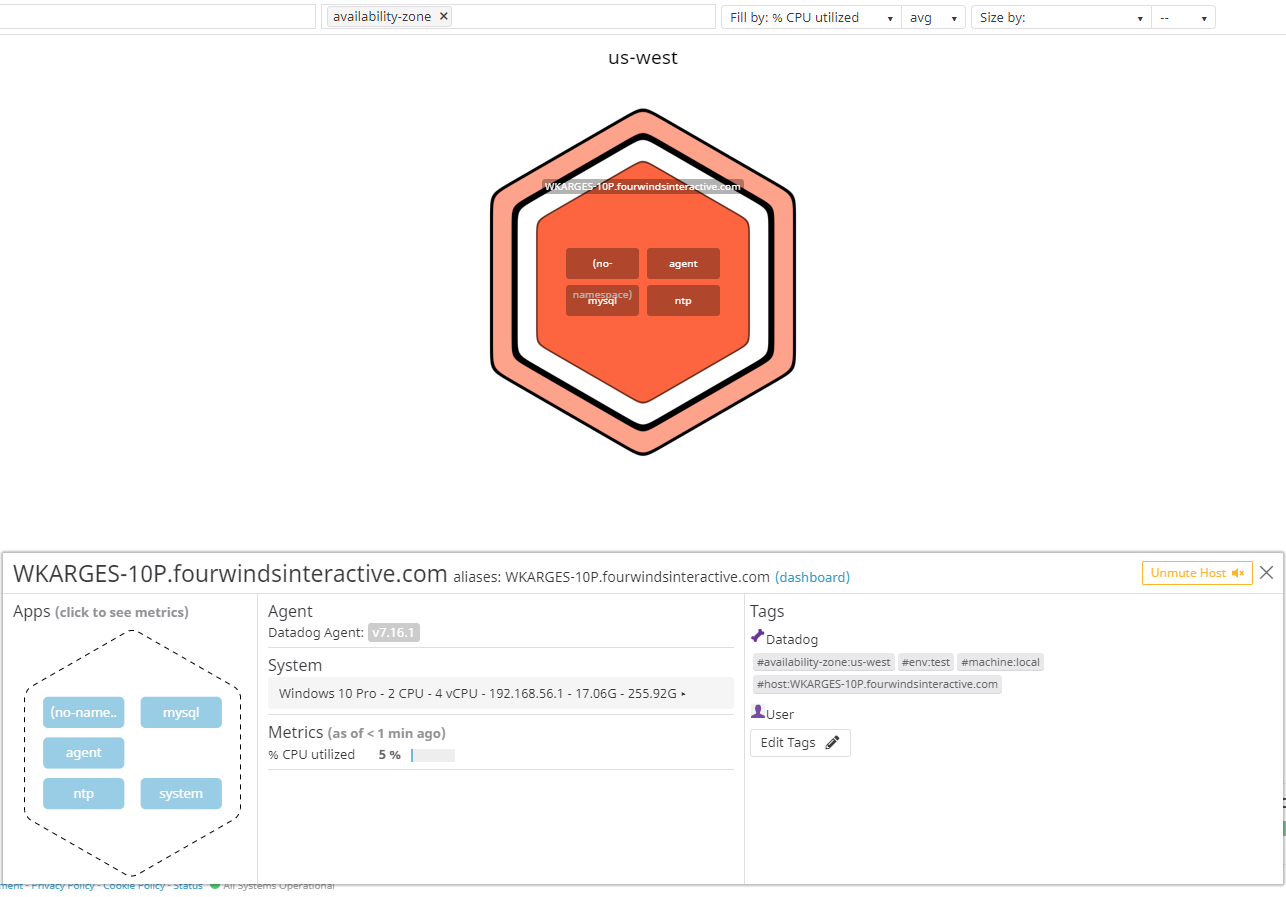 availability-zone ×
Fill by: % CPU utilized
avg
Size by:
--
us-west
WKARGES-10P.fourwindsinteractive.com
(no-
namespace)
agent
mysql
ntp
WKARGES-10P.fourwindsinteractive.com aliases: WKARGES-10P.fourwindsinteractive.com (dashboard)
Unmute Host
Apps (click to see metrics)
(no-name..
mysql
agent
ntp
system
Agent
Datadog Agent: v7.16.1
System
Windows 10 Pro - 2 CPU - 4 vCPU - 192.168.56.1 - 17.06G - 255.92G
Metrics (as of < 1 min ago)
% CPU utilized 5 %
Tags
Datadog
#availability-zone:us-west #env:test #machine:local
#host:WKARGES-10P.fourwindsinteractive.com
User
Edit Tags
ment - Privacy Policy - Cookie Policy - Status All Systems Operational